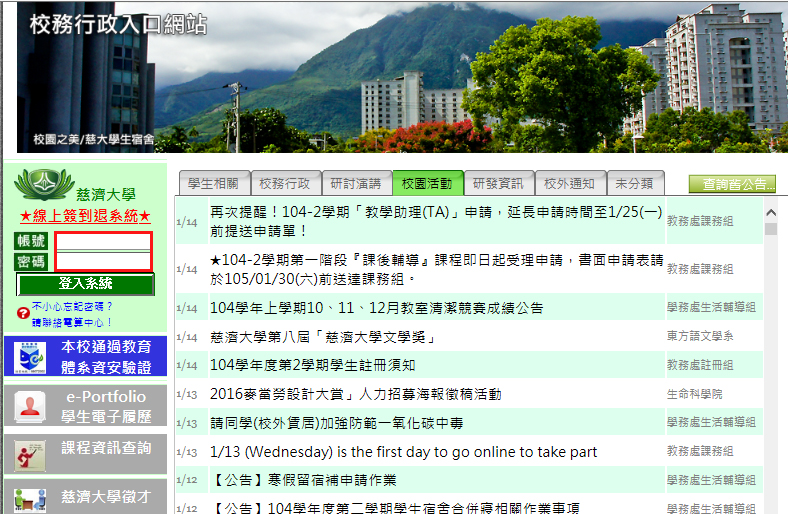 校務行政入口網站
校園之美/慈大學生宿舍
慈濟大學
★線上簽到退系統★
帳號
密碼
登入系統
不小心忘記密碼？
請聯絡電算中心！
本校通過教育
體系資安驗證
e-Portfolio
學生電子履歷
課程資訊查詢
慈濟大學徵才
學生相關 校務行政 研討演講 校園活動 研發資訊 校外通知 未分類
查詢舊公告...
1/14 再次提醒！104-2學期「教學助理(TA)」申請，延長申請時間至1/25(一)
前提送申請單！ 教務處課務組
1/14 ★104-2學期第一階段『課後輔導』課程即日起受理申請，書面申請表請
於105/01/30(六)前送達課務組。 教務處課務組
1/14 104學年上學期10、11、12月教室清潔競賽成績公告 學務處生活輔導組
1/14 慈濟大學第八屆「慈濟大學文學獎」 東方語文學系
1/14 104學年度第2學期學生註冊須知 教務處註冊組
1/13 2016麥當勞設計大賞」人力招募海報徵稿活動 生命科學院
1/13 請同學(校外賃居)加強防範一氧化碳中毒 學務處生活輔導組
1/13 1/13 (Wednesday) is the first day to go online to take part 教務處課務組
1/12 【公告】寒假留宿補申請作業 學務處生活輔導組
1/12 【公告】104學年度第二學期學生宿舍合併寢相關作業事項 學務處生活輔導組